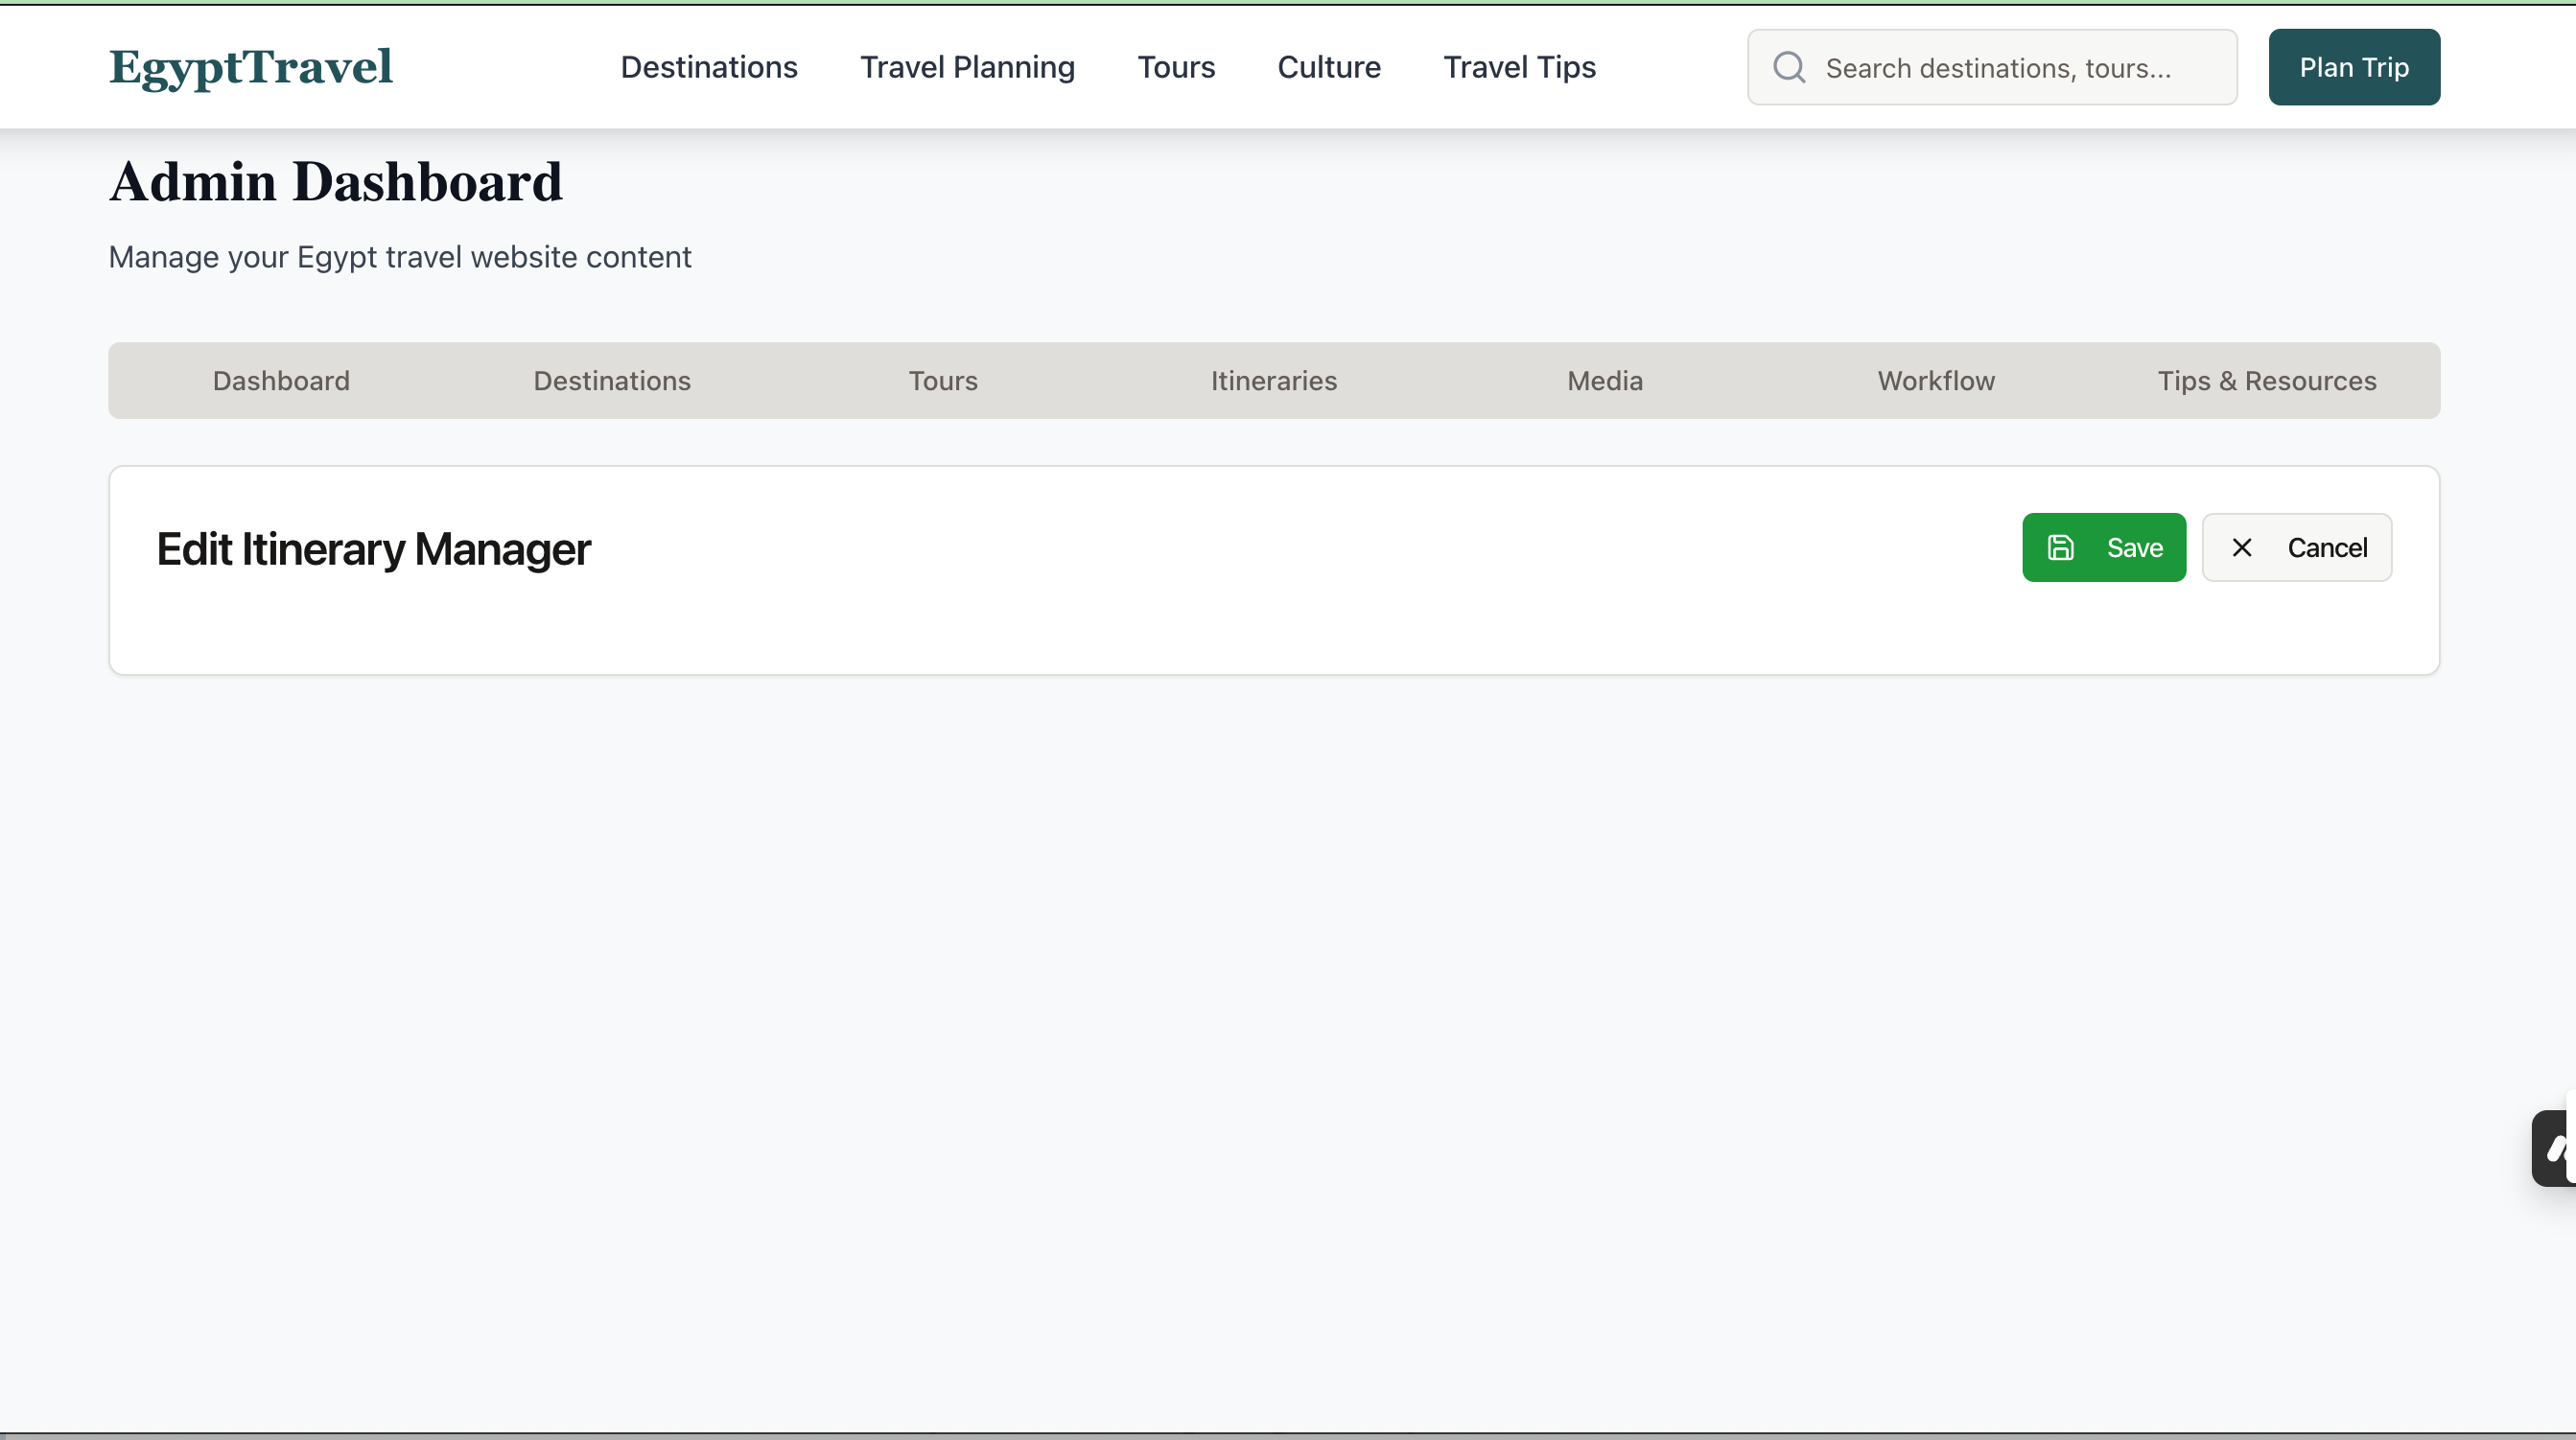 EgyptTravel Destinations Travel Planning Tours Culture Travel Tips Search destinations, tours... Plan Trip
Admin Dashboard
Manage your Egypt travel website content
Dashboard Destinations Tours Itineraries Media Workflow Tips & Resources
Edit Itinerary Manager Save Cancel